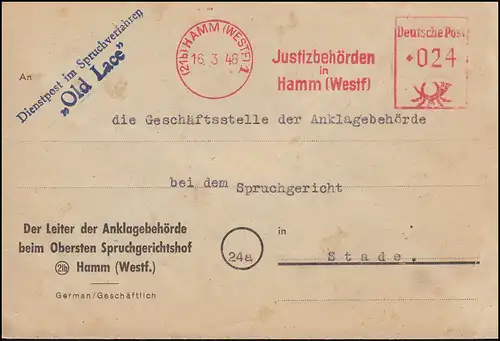 Dienstpost im Spruchverfahren
„Old Lace”
(21b) HAMM (WESTF) 1
16. 3. 48
Justizbehörden
in
Hamm (Westf)
Deutsche Post
024
An
die Geschäftsstelle der Anklagebehörde
bei dem Spruchgericht
in
Stade.
24a
Der Leiter der Anklagebehörde
beim Obersten Spruchgerichtshof
21b Hamm (Westf.)
German/Geschäftlich